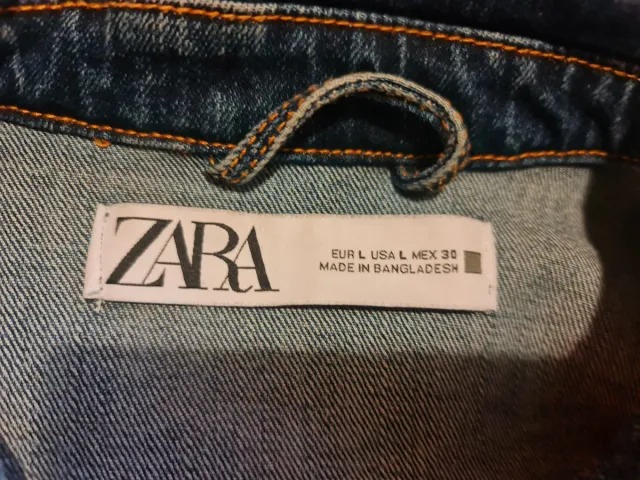 ZARA
EUR L USA L MEX 30
MADE IN BANGLADESH